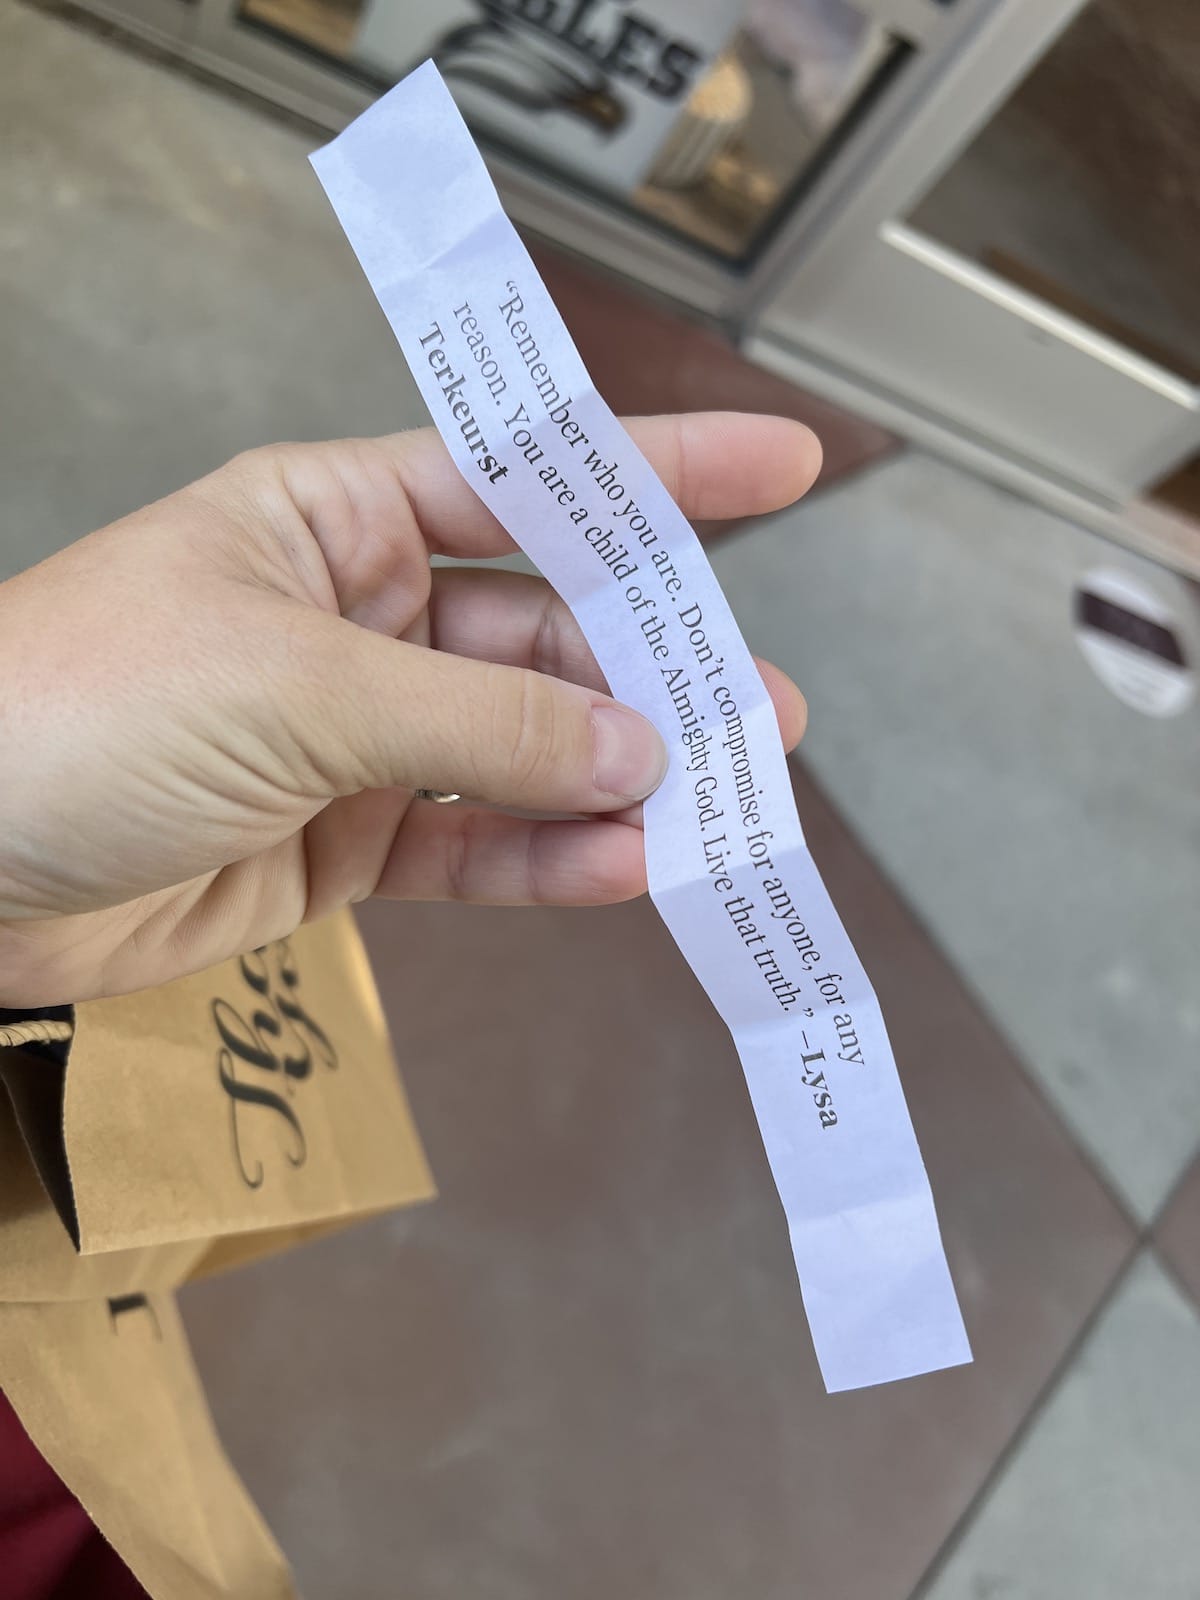 “Remember who you are. Don’t compromise for anyone, for any
reason. You are a child of the Almighty God. Live that truth.” –Lysa
Terkeurst